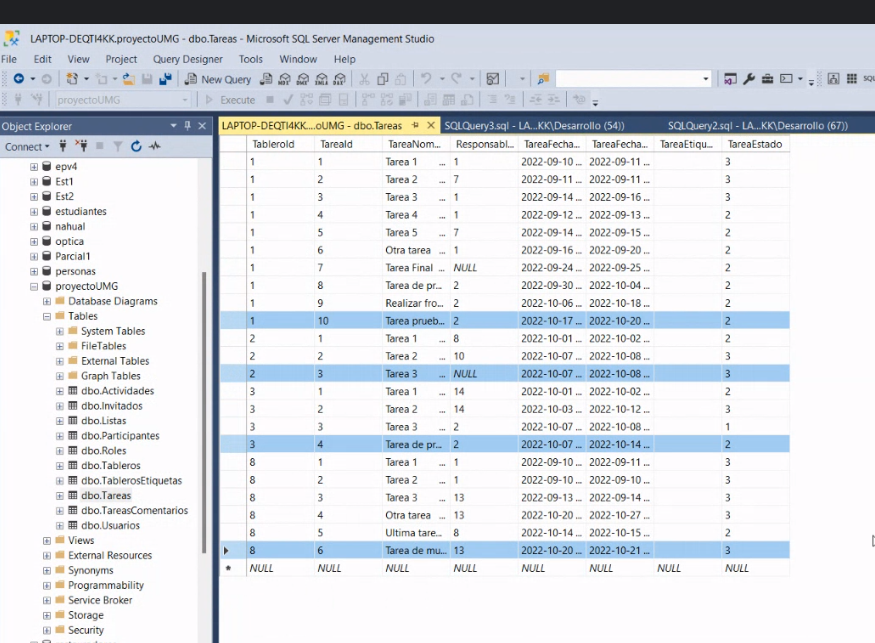 LAPTOP-DEQTI4KK.proyectoUMG - dbo.Tareas - Microsoft SQL Server Management Studio
File Edit View Project Query Designer Tools Window Help
New Query
proyectoUMG Execute
Object Explorer
Connect
epv4
Est1
Est2
estudiantes
nahual
optica
Parcial1
personas
proyectoUMG
Database Diagrams
Tables
System Tables
FileTables
External Tables
Graph Tables
dbo.Actividades
dbo.Invitados
dbo.Listas
dbo.Participantes
dbo.Roles
dbo.Tableros
dbo.TablerosEtiquetas
dbo.Tareas
dbo.TareasComentarios
dbo.Usuarios
Views
External Resources
Synonyms
Programmability
Service Broker
Storage
Security
LAPTOP-DEQTI4KK....oUMG - dbo.Tareas SQLQuery3.sql - LA...KK\Desarrollo (54)) SQLQuery2.sql - LA...KK\Desarrollo (67))
TableroId TareaId TareaNom... Responsabl... TareaFecha... TareaFecha... TareaEtiqu... TareaEstado
1 1 Tarea 1 ... 1 2022-09-10 ... 2022-09-11 ... 3
1 2 Tarea 2 ... 7 2022-09-11 ... 2022-09-11 ... 3
1 3 Tarea 3 ... 1 2022-09-14 ... 2022-09-16 ... 3
1 4 Tarea 4 ... 1 2022-09-12 ... 2022-09-13 ... 2
1 5 Tarea 5 ... 7 2022-09-14 ... 2022-09-15 ... 2
1 6 Otra tarea ... 1 2022-09-16 ... 2022-09-20 ... 2
1 7 Tarea Final ... NULL 2022-09-24 ... 2022-09-25 ... 2
1 8 Tarea de pr... 2 2022-09-30 ... 2022-10-04 ... 2
1 9 Realizar fro... 2 2022-10-06 ... 2022-10-18 ... 2
1 10 Tarea prueb... 2 2022-10-17 ... 2022-10-20 ... 2
2 1 Tarea 1 ... 8 2022-10-01 ... 2022-10-02 ... 2
2 2 Tarea 2 ... 10 2022-10-07 ... 2022-10-08 ... 3
2 3 Tarea 3 ... NULL 2022-10-07 ... 2022-10-08 ... 3
3 1 Tarea 1 ... 14 2022-10-01 ... 2022-10-02 ... 2
3 2 Tarea 2 ... 14 2022-10-03 ... 2022-10-12 ... 3
3 3 Tarea 3 ... 2 2022-10-07 ... 2022-10-08 ... 1
3 4 Tarea de pr... 2 2022-10-07 ... 2022-10-14 ... 2
8 1 Tarea 1 ... 1 2022-09-10 ... 2022-09-11 ... 3
8 2 Tarea 2 ... 1 2022-09-10 ... 2022-09-10 ... 3
8 3 Tarea 3 ... 13 2022-09-13 ... 2022-09-14 ... 3
8 4 Otra tarea ... 13 2022-10-20 ... 2022-10-27 ... 3
8 5 Ultima tare... 8 2022-10-14 ... 2022-10-15 ... 2
8 6 Tarea de mu... 13 2022-10-20 ... 2022-10-21 ... 3
NULL NULL NULL NULL NULL NULL NULL NULL